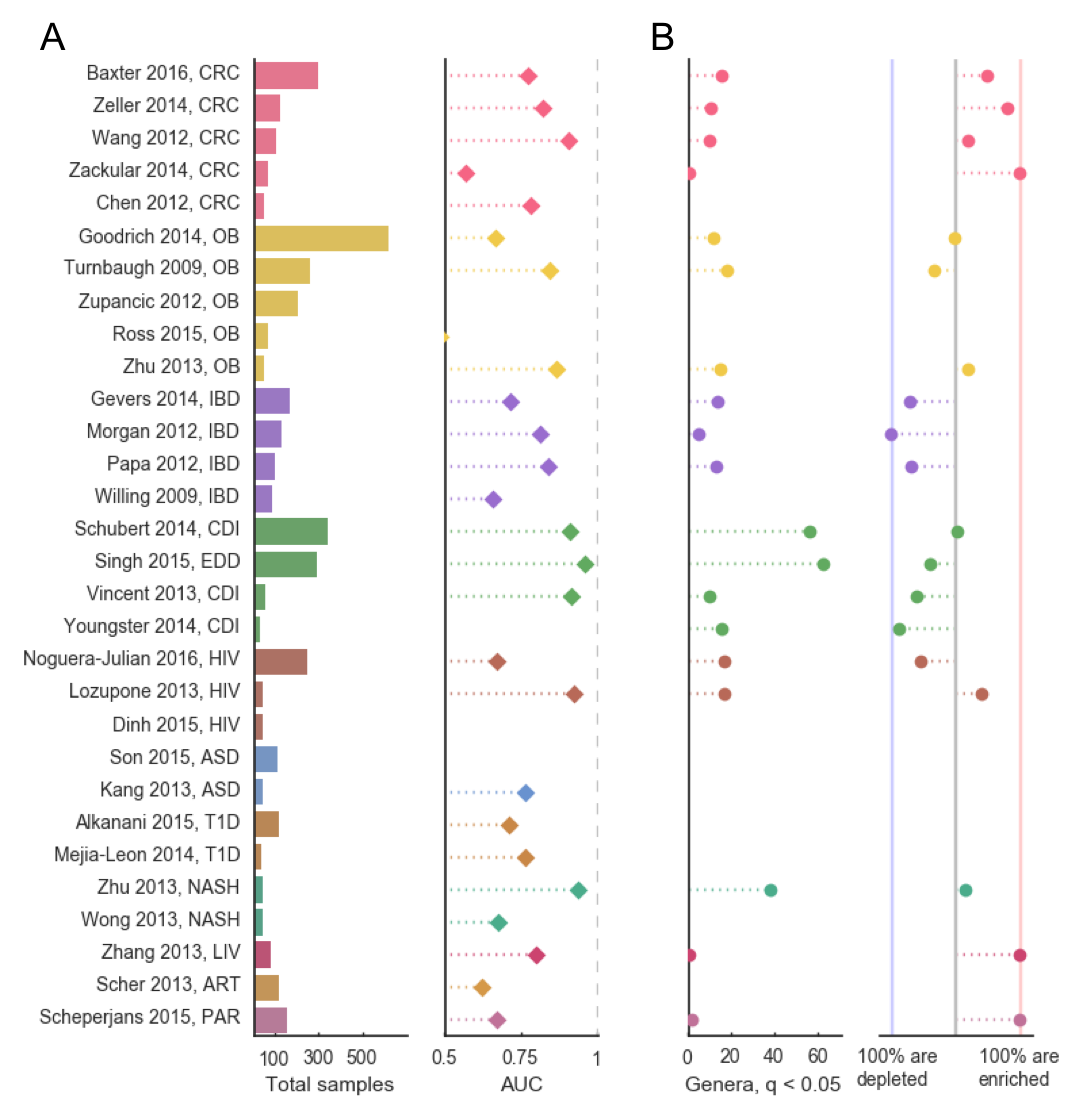 A
B
Baxter 2016, CRC
Zeller 2014, CRC
Wang 2012, CRC
Zackular 2014, CRC
Chen 2012, CRC
Goodrich 2014, OB
Turnbaugh 2009, OB
Zupancic 2012, OB
Ross 2015, OB
Zhu 2013, OB
Gevers 2014, IBD
Morgan 2012, IBD
Papa 2012, IBD
Willing 2009, IBD
Schubert 2014, CDI
Singh 2015, EDD
Vincent 2013, CDI
Youngster 2014, CDI
Noguera-Julian 2016, HIV
Lozupone 2013, HIV
Dinh 2015, HIV
Son 2015, ASD
Kang 2013, ASD
Alkanani 2015, T1D
Mejia-Leon 2014, T1D
Zhu 2013, NASH
Wong 2013, NASH
Zhang 2013, LIV
Scher 2013, ART
Scheperjans 2015, PAR
100 300 500
Total samples
0.5 0.75 1
AUC
0 20 40 60
Genera, q < 0.05
100% are
depleted
100% are
enriched